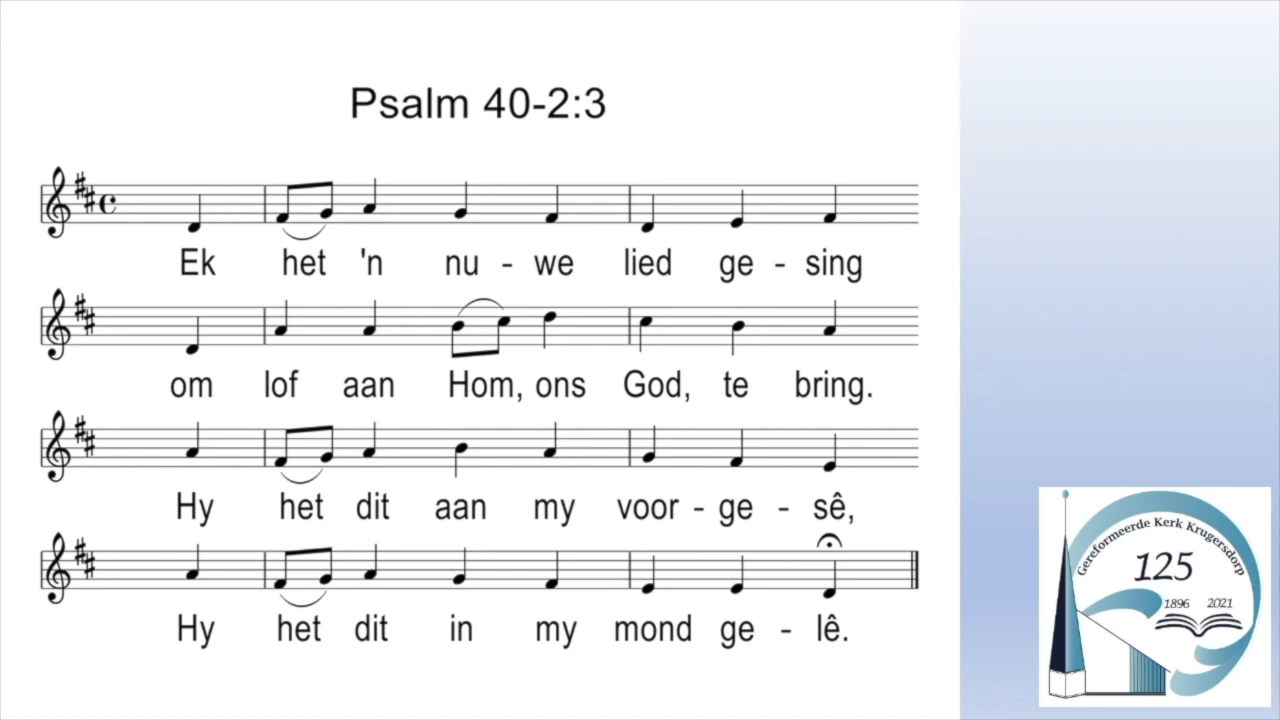 Psalm 40-2:3
Ek het 'n nu - we lied ge - sing
om lof aan Hom, ons God, te bring.
Hy het dit aan my voor - ge - sê,
Hy het dit in my mond ge - lê.
Gereformeerde Kerk Krugersdorp
125
1896 2021